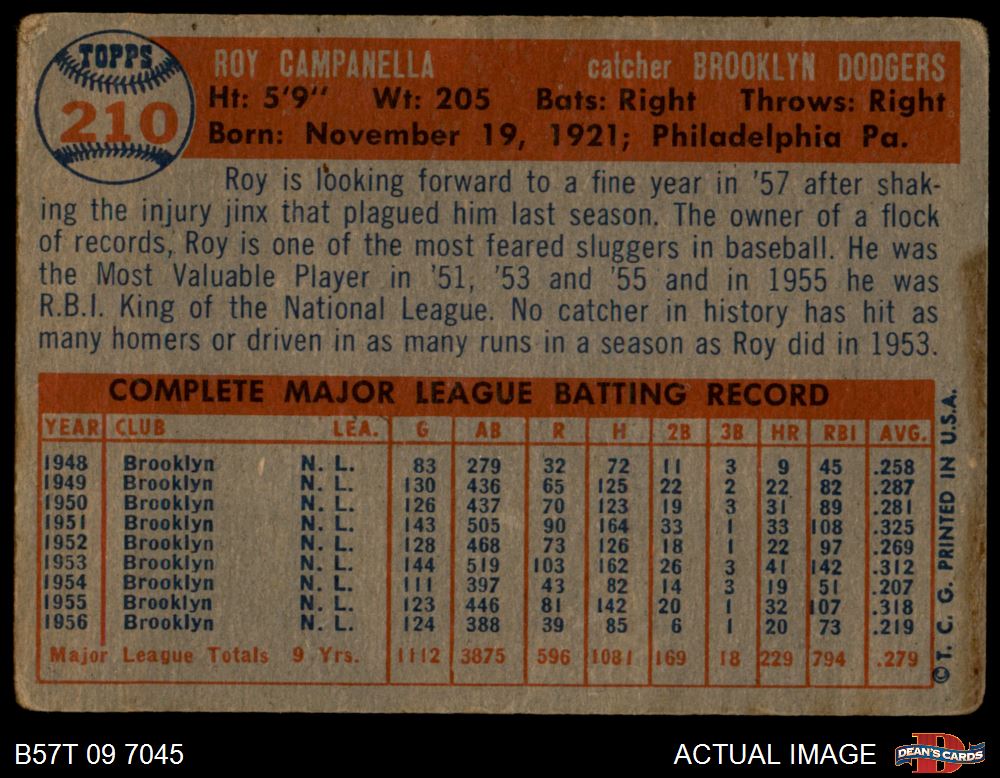 TOPPS
210
ROY CAMPANELLA catcher BROOKLYN DODGERS
Ht: 5'9" Wt: 205 Bats: Right Throws: Right
Born: November 19, 1921; Philadelphia Pa.
Roy is looking forward to a fine year in '57 after shak-
ing the injury jinx that plagued him last season. The owner of a flock
of records, Roy is one of the most feared sluggers in baseball. He was
the Most Valuable Player in '51, '53 and '55 and in 1955 he was
R.B.I. King of the National League. No catcher in history has hit as
many homers or driven in as many runs in a season as Roy did in 1953.
COMPLETE MAJOR LEAGUE BATTING RECORD
YEAR CLUB LEA. G AB R H 2B 3B HR RBI AVG.
1948 Brooklyn N. L. 83 279 32 72 11 3 9 45 .258
1949 Brooklyn N. L. 130 436 65 125 22 2 22 82 .287
1950 Brooklyn N. L. 126 437 70 123 19 3 31 89 .281
1951 Brooklyn N. L. 143 505 90 164 33 1 33 108 .325
1952 Brooklyn N. L. 128 468 73 126 18 1 22 97 .269
1953 Brooklyn N. L. 144 519 103 162 26 3 41 142 .312
1954 Brooklyn N. L. 111 397 43 82 14 3 19 51 .207
1955 Brooklyn N. L. 123 446 81 142 20 1 32 107 .318
1956 Brooklyn N. L. 124 388 39 85 6 1 20 73 .219
Major League Totals 9 Yrs. 1112 3875 596 1081 169 18 229 794 .279
© T. C. G. PRINTED IN U.S.A.
B57T 09 7045
ACTUAL IMAGE
DEAN'S CARDS